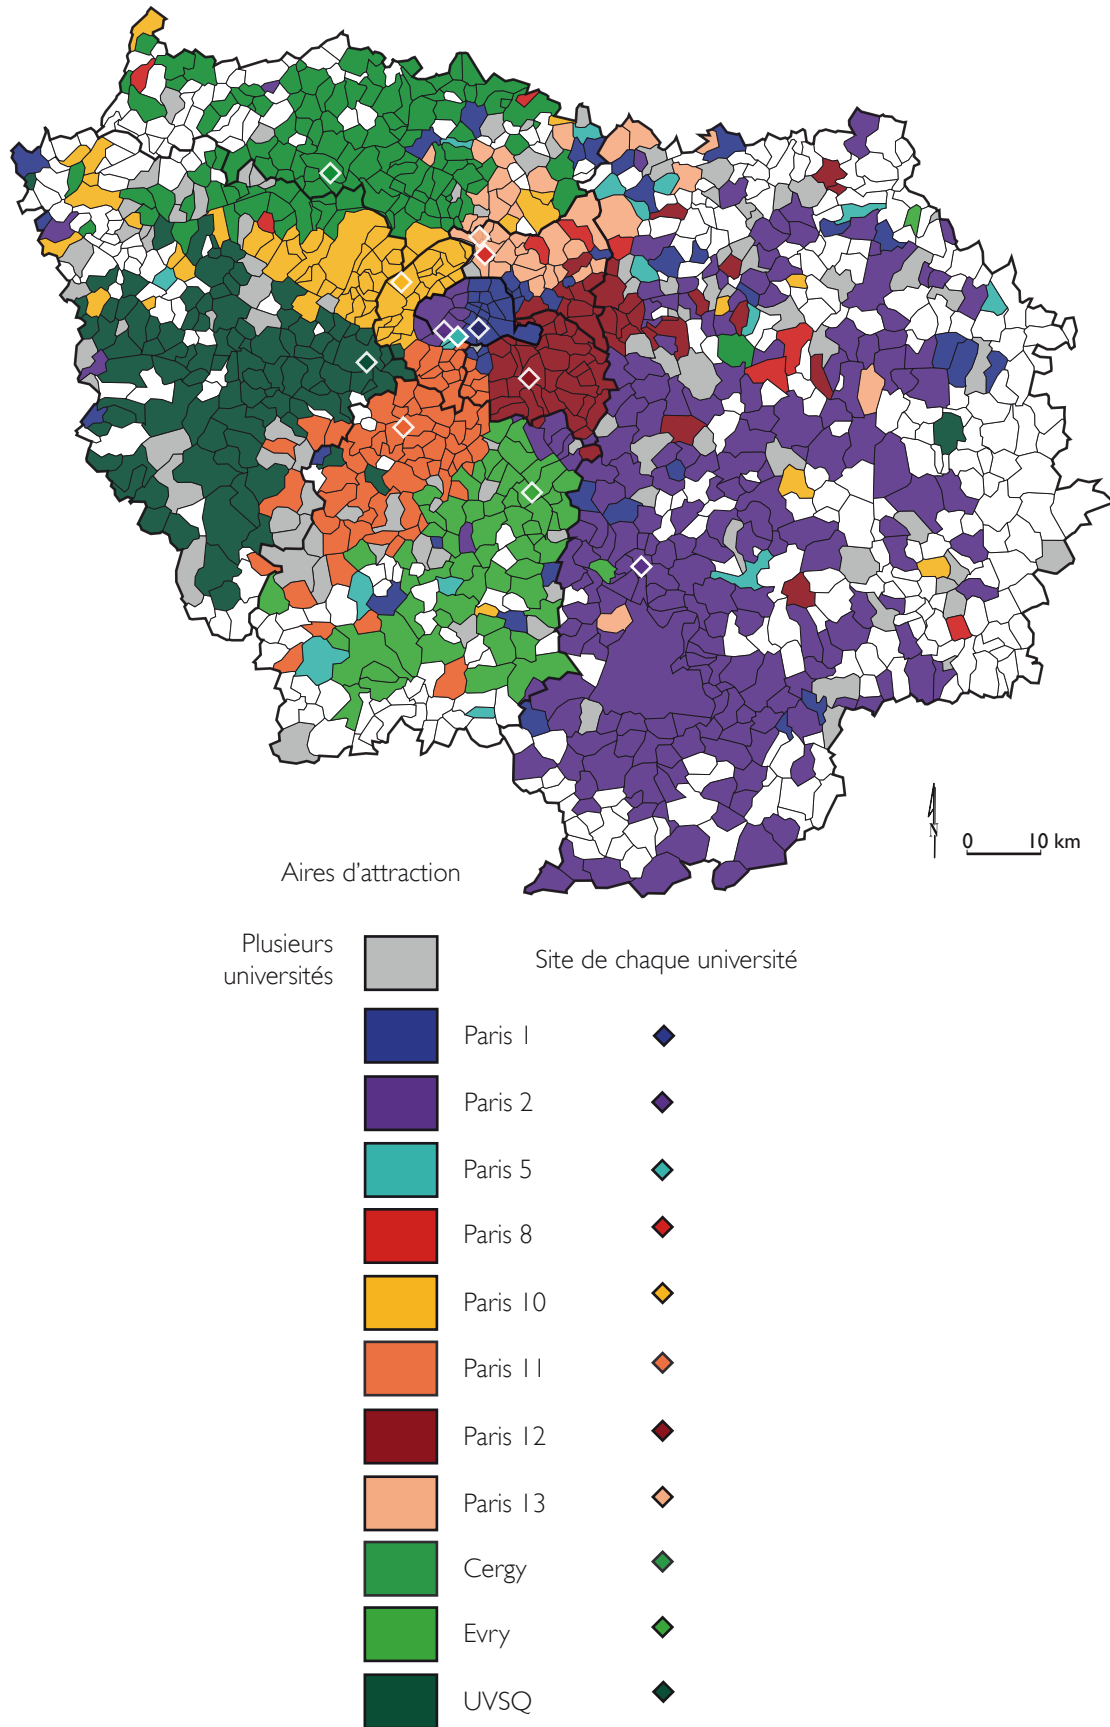 N
0 10 km
Aires d’attraction
Plusieurs
universités
Site de chaque université
Paris 1
Paris 2
Paris 5
Paris 8
Paris 10
Paris 11
Paris 12
Paris 13
Cergy
Evry
UVSQ